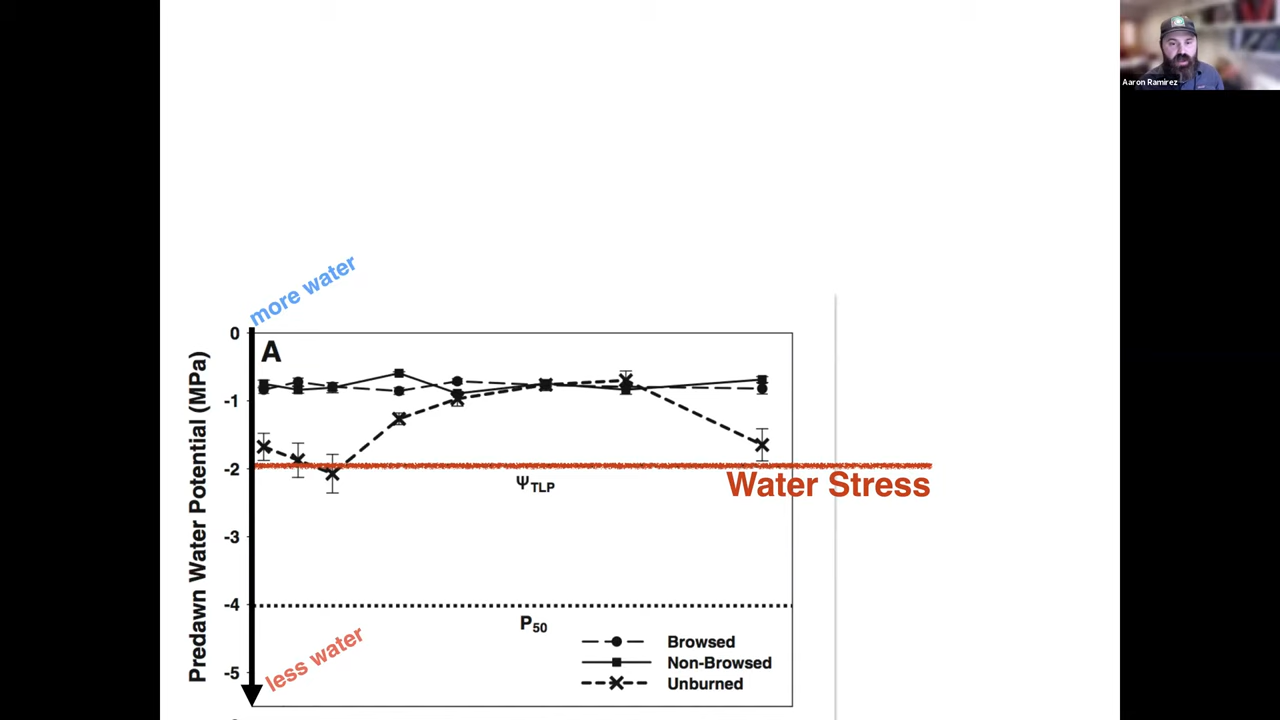 Aaron Ramirez
more water
0
A
-1
-2
-3
-4
-5
Predawn Water Potential (MPa)
ΨTLP
Water Stress
P50
less water
Browsed
Non-Browsed
Unburned